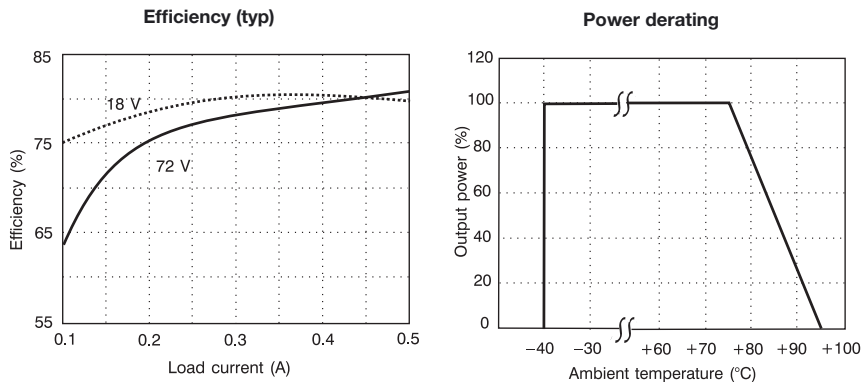 Efficiency (typ)
85
75
65
55
18 V
72 V
Efficiency (%)
0.1 0.2 0.3 0.4 0.5
Load current (A)
Power derating
120
100
80
60
40
20
0
Output power (%)
−40 −30 +60 +70 +80 +90 +100
Ambient temperature (°C)